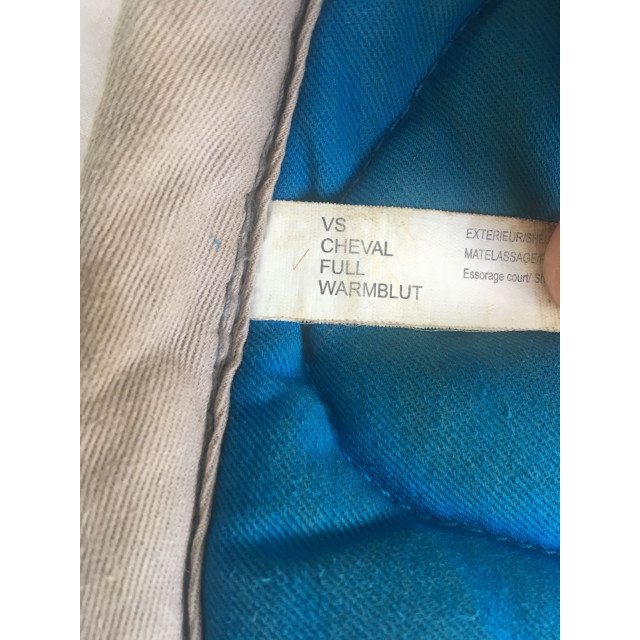 VS
CHEVAL
FULL
WARMBLUT
EXTERIEUR/
MATELASSAGE
Essorage court/